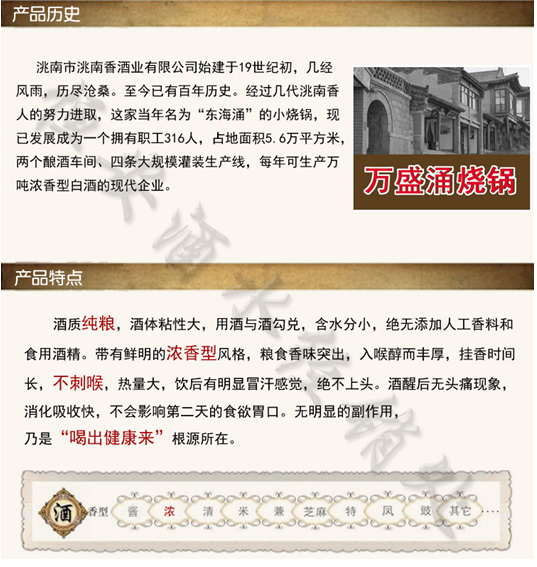 产品历史
洮南市洮南香酒业有限公司始建于19世纪初，几经
风雨，历尽沧桑。至今已有百年历史。经过几代洮南香
人的努力进取，这家当年名为“东海涌”的小烧锅，现
已发展成为一个拥有职工316人，占地面积5.6万平方米，
两个酿酒车间、四条大规模灌装生产线，每年可生产万
吨浓香型白酒的现代企业。
万盛涌烧锅
产品特点
酒质纯粮，酒体粘性大，用酒与酒勾兑，含水分小，绝无添加人工香料和
食用酒精。带有鲜明的浓香型风格，粮食香味突出，入喉醇而丰厚，挂香时间
长，不刺喉，热量大，饮后有明显冒汗感觉，绝不上头。酒醒后无头痛现象，
消化吸收快，不会影响第二天的食欲胃口。无明显的副作用，
乃是“喝出健康来”根源所在。
酒 香型 酱 浓 清 米 兼 芝麻 特 凤 豉 其它 ····